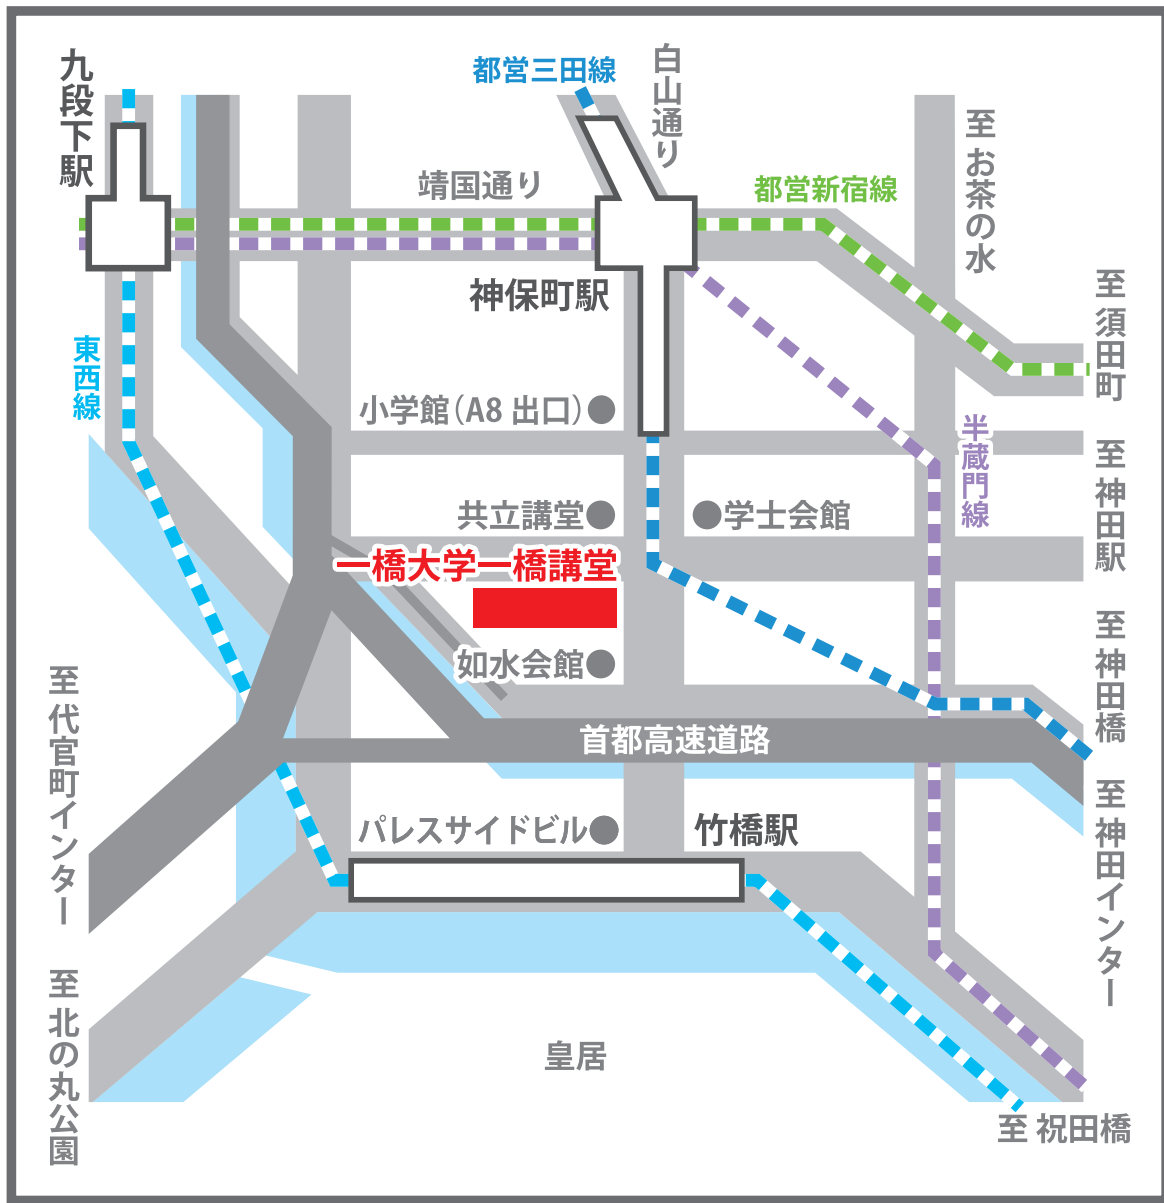 九段下駅
都営三田線
白山通り
至 お茶の水
靖国通り
都営新宿線
神保町駅
至 須田町
東西線
小学館（A8 出口）
半蔵門線
至 神田駅
共立講堂
学士会館
一橋大学一橋講堂
如水会館
至 神田橋
至 代官町インター
首都高速道路
至 神田インター
パレスサイドビル
竹橋駅
至 北の丸公園
皇居
至 祝田橋